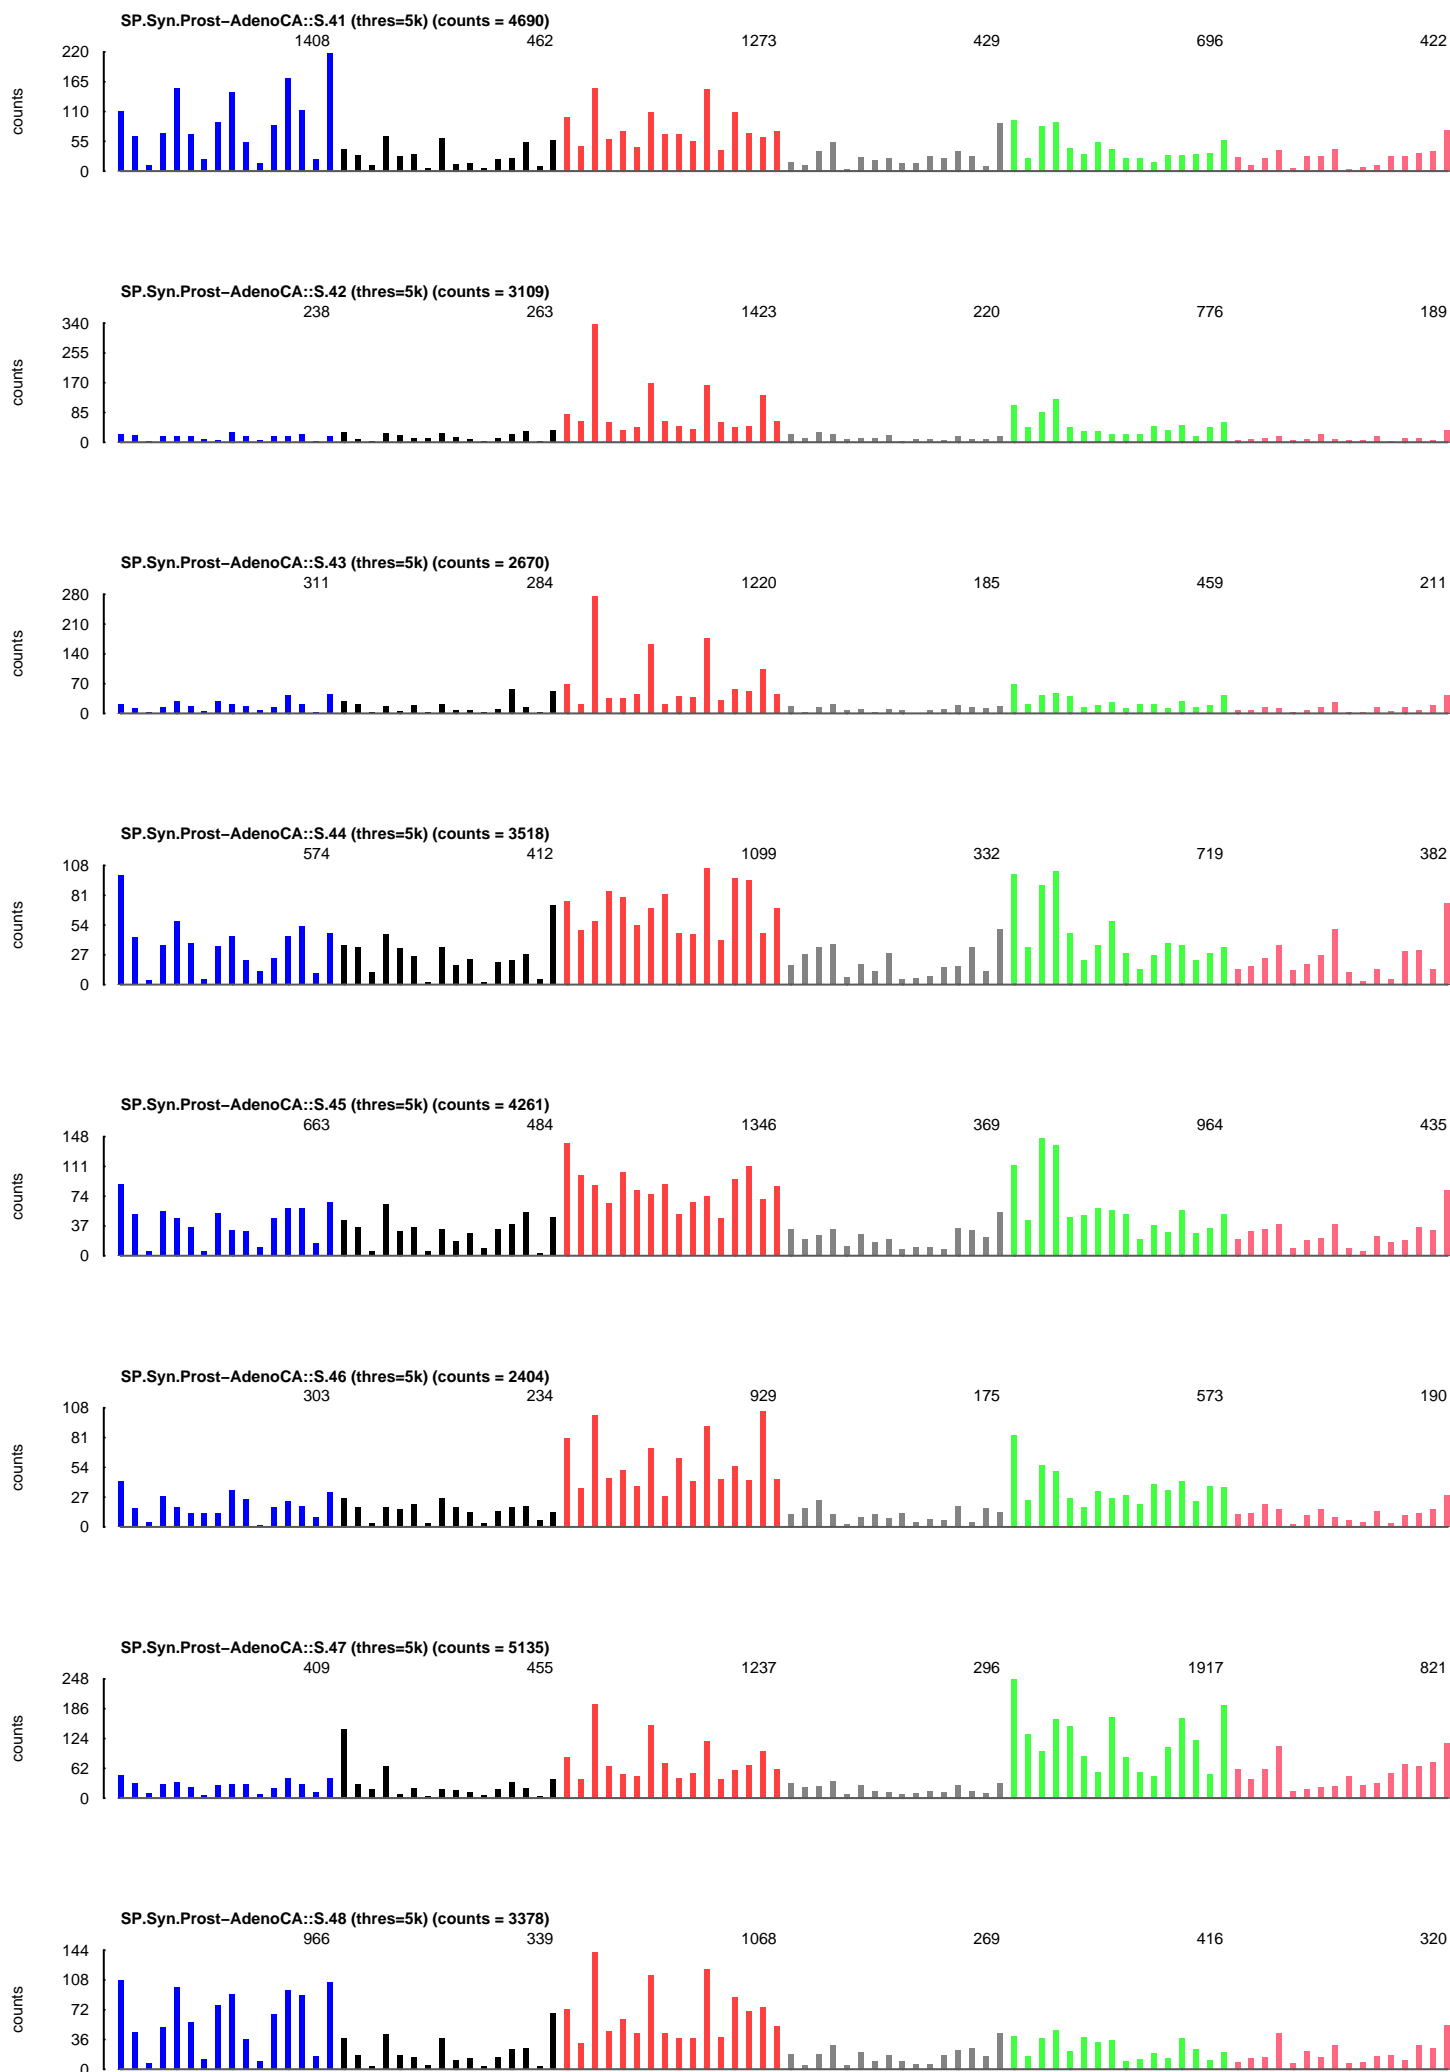 SP.Syn.Prost−AdenoCA::S.41 (thres=5k) (counts = 4690)
1408 462 1273 429 696 422
220
165
110
55
0
counts
SP.Syn.Prost−AdenoCA::S.42 (thres=5k) (counts = 3109)
238 263 1423 220 776 189
340
255
170
85
0
counts
SP.Syn.Prost−AdenoCA::S.43 (thres=5k) (counts = 2670)
311 284 1220 185 459 211
280
210
140
70
0
counts
SP.Syn.Prost−AdenoCA::S.44 (thres=5k) (counts = 3518)
574 412 1099 332 719 382
108
81
54
27
0
counts
SP.Syn.Prost−AdenoCA::S.45 (thres=5k) (counts = 4261)
663 484 1346 369 964 435
148
111
74
37
0
counts
SP.Syn.Prost−AdenoCA::S.46 (thres=5k) (counts = 2404)
303 234 929 175 573 190
108
81
54
27
0
counts
SP.Syn.Prost−AdenoCA::S.47 (thres=5k) (counts = 5135)
409 455 1237 296 1917 821
248
186
124
62
0
counts
SP.Syn.Prost−AdenoCA::S.48 (thres=5k) (counts = 3378)
966 339 1068 269 416 320
144
108
72
36
0
counts